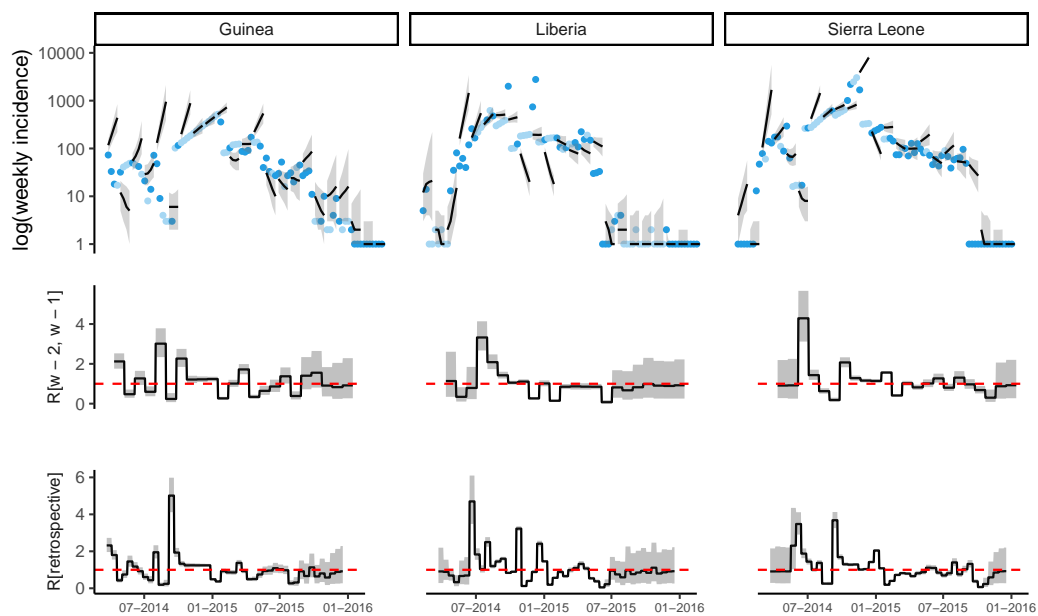 Guinea Liberia Sierra Leone
log(weekly incidence)
10000
1000
100
10
1
R[w − 2, w − 1]
4
2
0
R[retrospective]
6
4
2
0
07−2014 01−2015 07−2015 01−2016 07−2014 01−2015 07−2015 01−2016 07−2014 01−2015 07−2015 01−2016